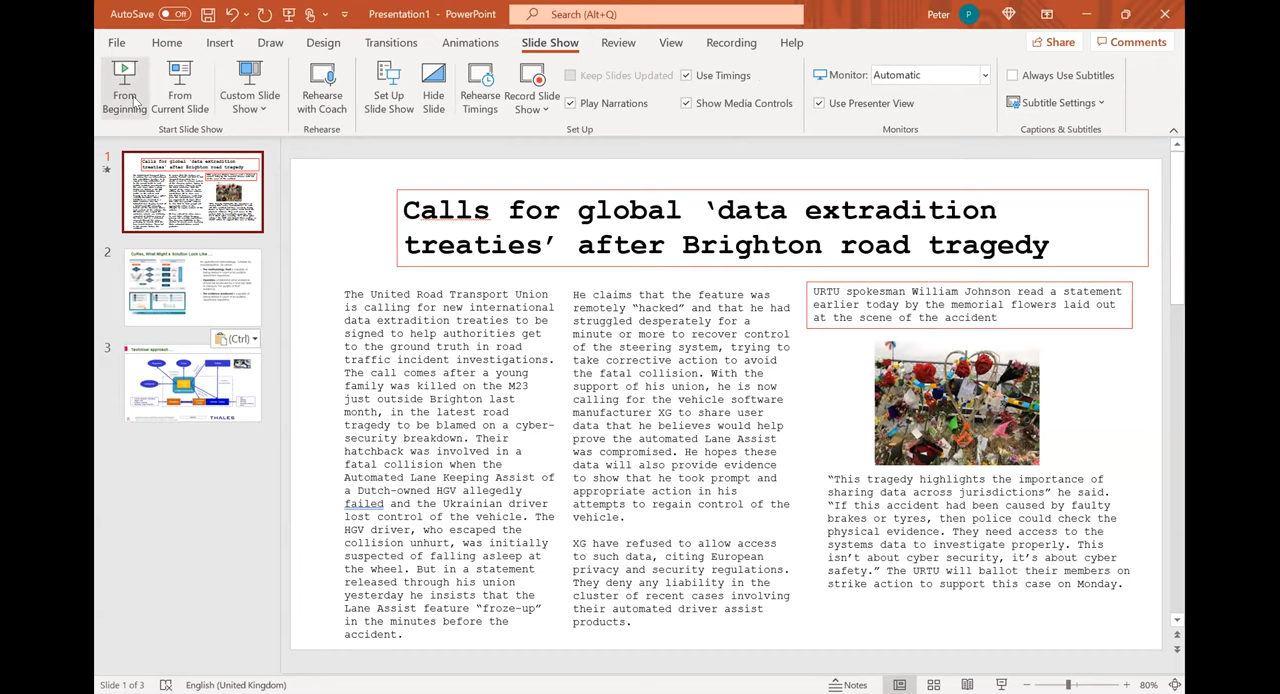 AutoSave Off Presentation1 - PowerPoint Search (Alt+Q) Peter P
File Home Insert Draw Design Transitions Animations Slide Show Review View Recording Help Share Comments
From Beginning
From Current Slide
Custom Slide Show
Rehearse with Coach
Set Up Slide Show
Hide Slide
Rehearse Timings
Record Slide Show
Keep Slides Updated
Play Narrations
Use Timings
Show Media Controls
Monitor: Automatic
Use Presenter View
Always Use Subtitles
Subtitle Settings
Start Slide Show Rehearse Set Up Monitors Captions & Subtitles
1
Calls for global ‘data extradition
treaties’ after Brighton road tragedy
2
(Ctrl)
3
Technical approach
THALES
Calls for global ‘data extradition
treaties’ after Brighton road tragedy
The United Road Transport Union
is calling for new international
data extradition treaties to be
signed to help authorities get
to the ground truth in road
traffic incident investigations.
The call comes after a young
family was killed on the M23
just outside Brighton last
month, in the latest road
tragedy to be blamed on a cyber-
security breakdown. Their
hatchback was involved in a
fatal collision when the
Automated Lane Keeping Assist of
a Dutch-owned HGV allegedly
failed and the Ukrainian driver
lost control of the vehicle. The
HGV driver, who escaped the
collision unhurt, was initially
suspected of falling asleep at
the wheel. But in a statement
released through his union
yesterday he insists that the
Lane Assist feature “froze-up”
in the minutes before the
accident.
He claims that the feature was
remotely “hacked” and that he had
struggled desperately for a
minute or more to recover control
of the steering system, trying to
take corrective action to avoid
the fatal collision. With the
support of his union, he is now
calling for the vehicle software
manufacturer XG to share user
data that he believes would help
prove the automated Lane Assist
was compromised. He hopes these
data will also provide evidence
to show that he took prompt and
appropriate action in his
attempts to regain control of the
vehicle.
XG have refused to allow access
to such data, citing European
privacy and security regulations.
They deny any liability in the
cluster of recent cases involving
their automated driver assist
products.
URTU spokesman William Johnson read a statement
earlier today by the memorial flowers laid out
at the scene of the accident
“This tragedy highlights the importance of
sharing data across jurisdictions” he said.
“If this accident had been caused by faulty
brakes or tyres, then police could check the
physical evidence. They need access to the
systems data to investigate properly. This
isn’t about cyber security, it’s about cyber
safety.” The URTU will ballot their members on
strike action to support this case on Monday.
Slide 1 of 3 English (United Kingdom) Notes 80%